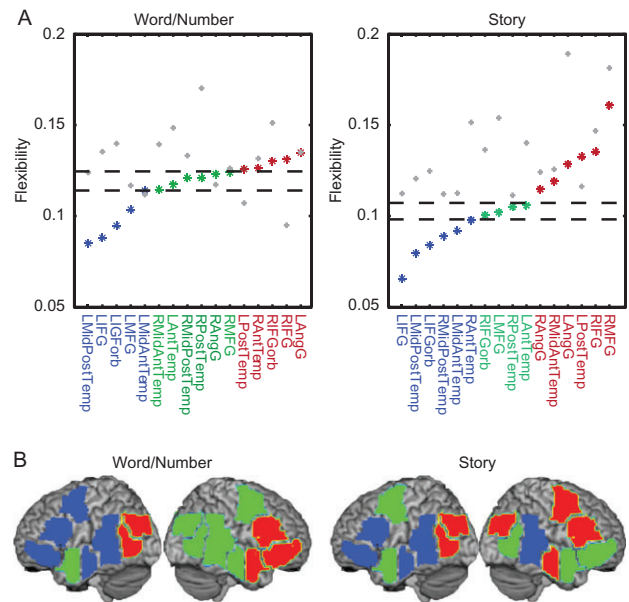 A
Word/Number
Story
Flexibility
0.2
0.15
0.1
0.05
LMidPostTemp
LIFG
LIGForb
LMFG
LMidAntTemp
RMidAntTemp
LAntTemp
RMidPostTemp
RPostTemp
RAngG
RMFG
LPostTemp
RAntTemp
RIFGorb
RIFG
LAngG
Flexibility
0.2
0.15
0.1
0.05
LIFG
LMidPostTemp
LIFGorb
RMidPostTemp
LMidAntTemp
RAntTemp
RIFGorb
LMFG
RPostTemp
LAntTemp
RAngG
RMidAntTemp
LAngG
LPostTemp
RIFG
RMFG
B
Word/Number
Story